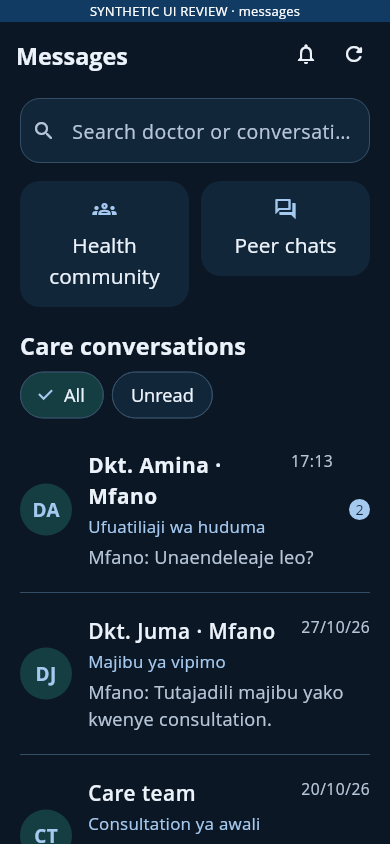 SYNTHETIC UI REVIEW · messages
Messages
Search doctor or conversati...
Health
community
Peer chats
Care conversations
All
Unread
Dkt. Amina ·
Mfano
17:13
DA
2
Ufuatiliaji wa huduma
Mfano: Unaendeleaje leo?
Dkt. Juma · Mfano
27/10/26
DJ
Majibu ya vipimo
Mfano: Tutajadili majibu yako
kwenye consultation.
Care team
20/10/26
CT
Consultation ya awali